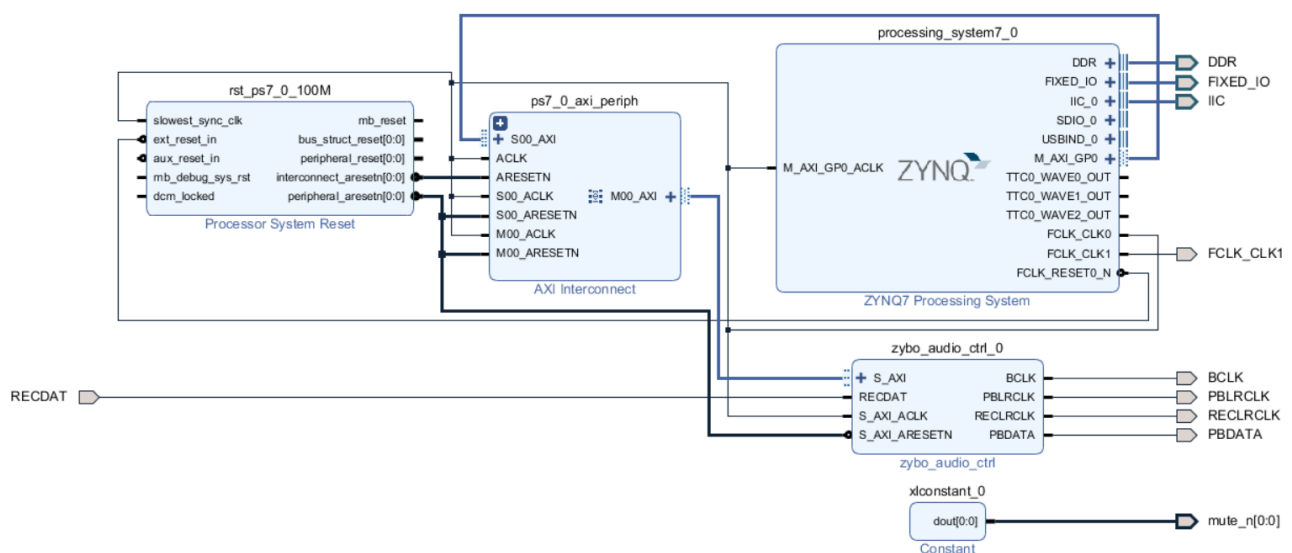 processing_system7_0
DDR
FIXED_IO
IIC_0
SDIO_0
USBIND_0
M_AXI_GP0
TTC0_WAVE0_OUT
TTC0_WAVE1_OUT
TTC0_WAVE2_OUT
FCLK_CLK0
FCLK_CLK1
FCLK_RESET0_N
M_AXI_GP0_ACLK
ZYNQ
ZYNQ7 Processing System
DDR
FIXED_IO
IIC
FCLK_CLK1
rst_ps7_0_100M
slowest_sync_clk
ext_reset_in
aux_reset_in
mb_debug_sys_rst
dcm_locked
mb_reset
bus_struct_reset[0:0]
peripheral_reset[0:0]
interconnect_aresetn[0:0]
peripheral_aresetn[0:0]
Processor System Reset
ps7_0_axi_periph
S00_AXI
ACLK
ARESETN
S00_ACLK
S00_ARESETN
M00_ACLK
M00_ARESETN
M00_AXI
AXI Interconnect
RECDAT
zybo_audio_ctrl_0
S_AXI
RECDAT
S_AXI_ACLK
S_AXI_ARESETN
BCLK
PBLRCLK
RECLRCLK
PBDATA
zybo_audio_ctrl
BCLK
PBLRCLK
RECLRCLK
PBDATA
xlconstant_0
dout[0:0]
Constant
mute_n[0:0]